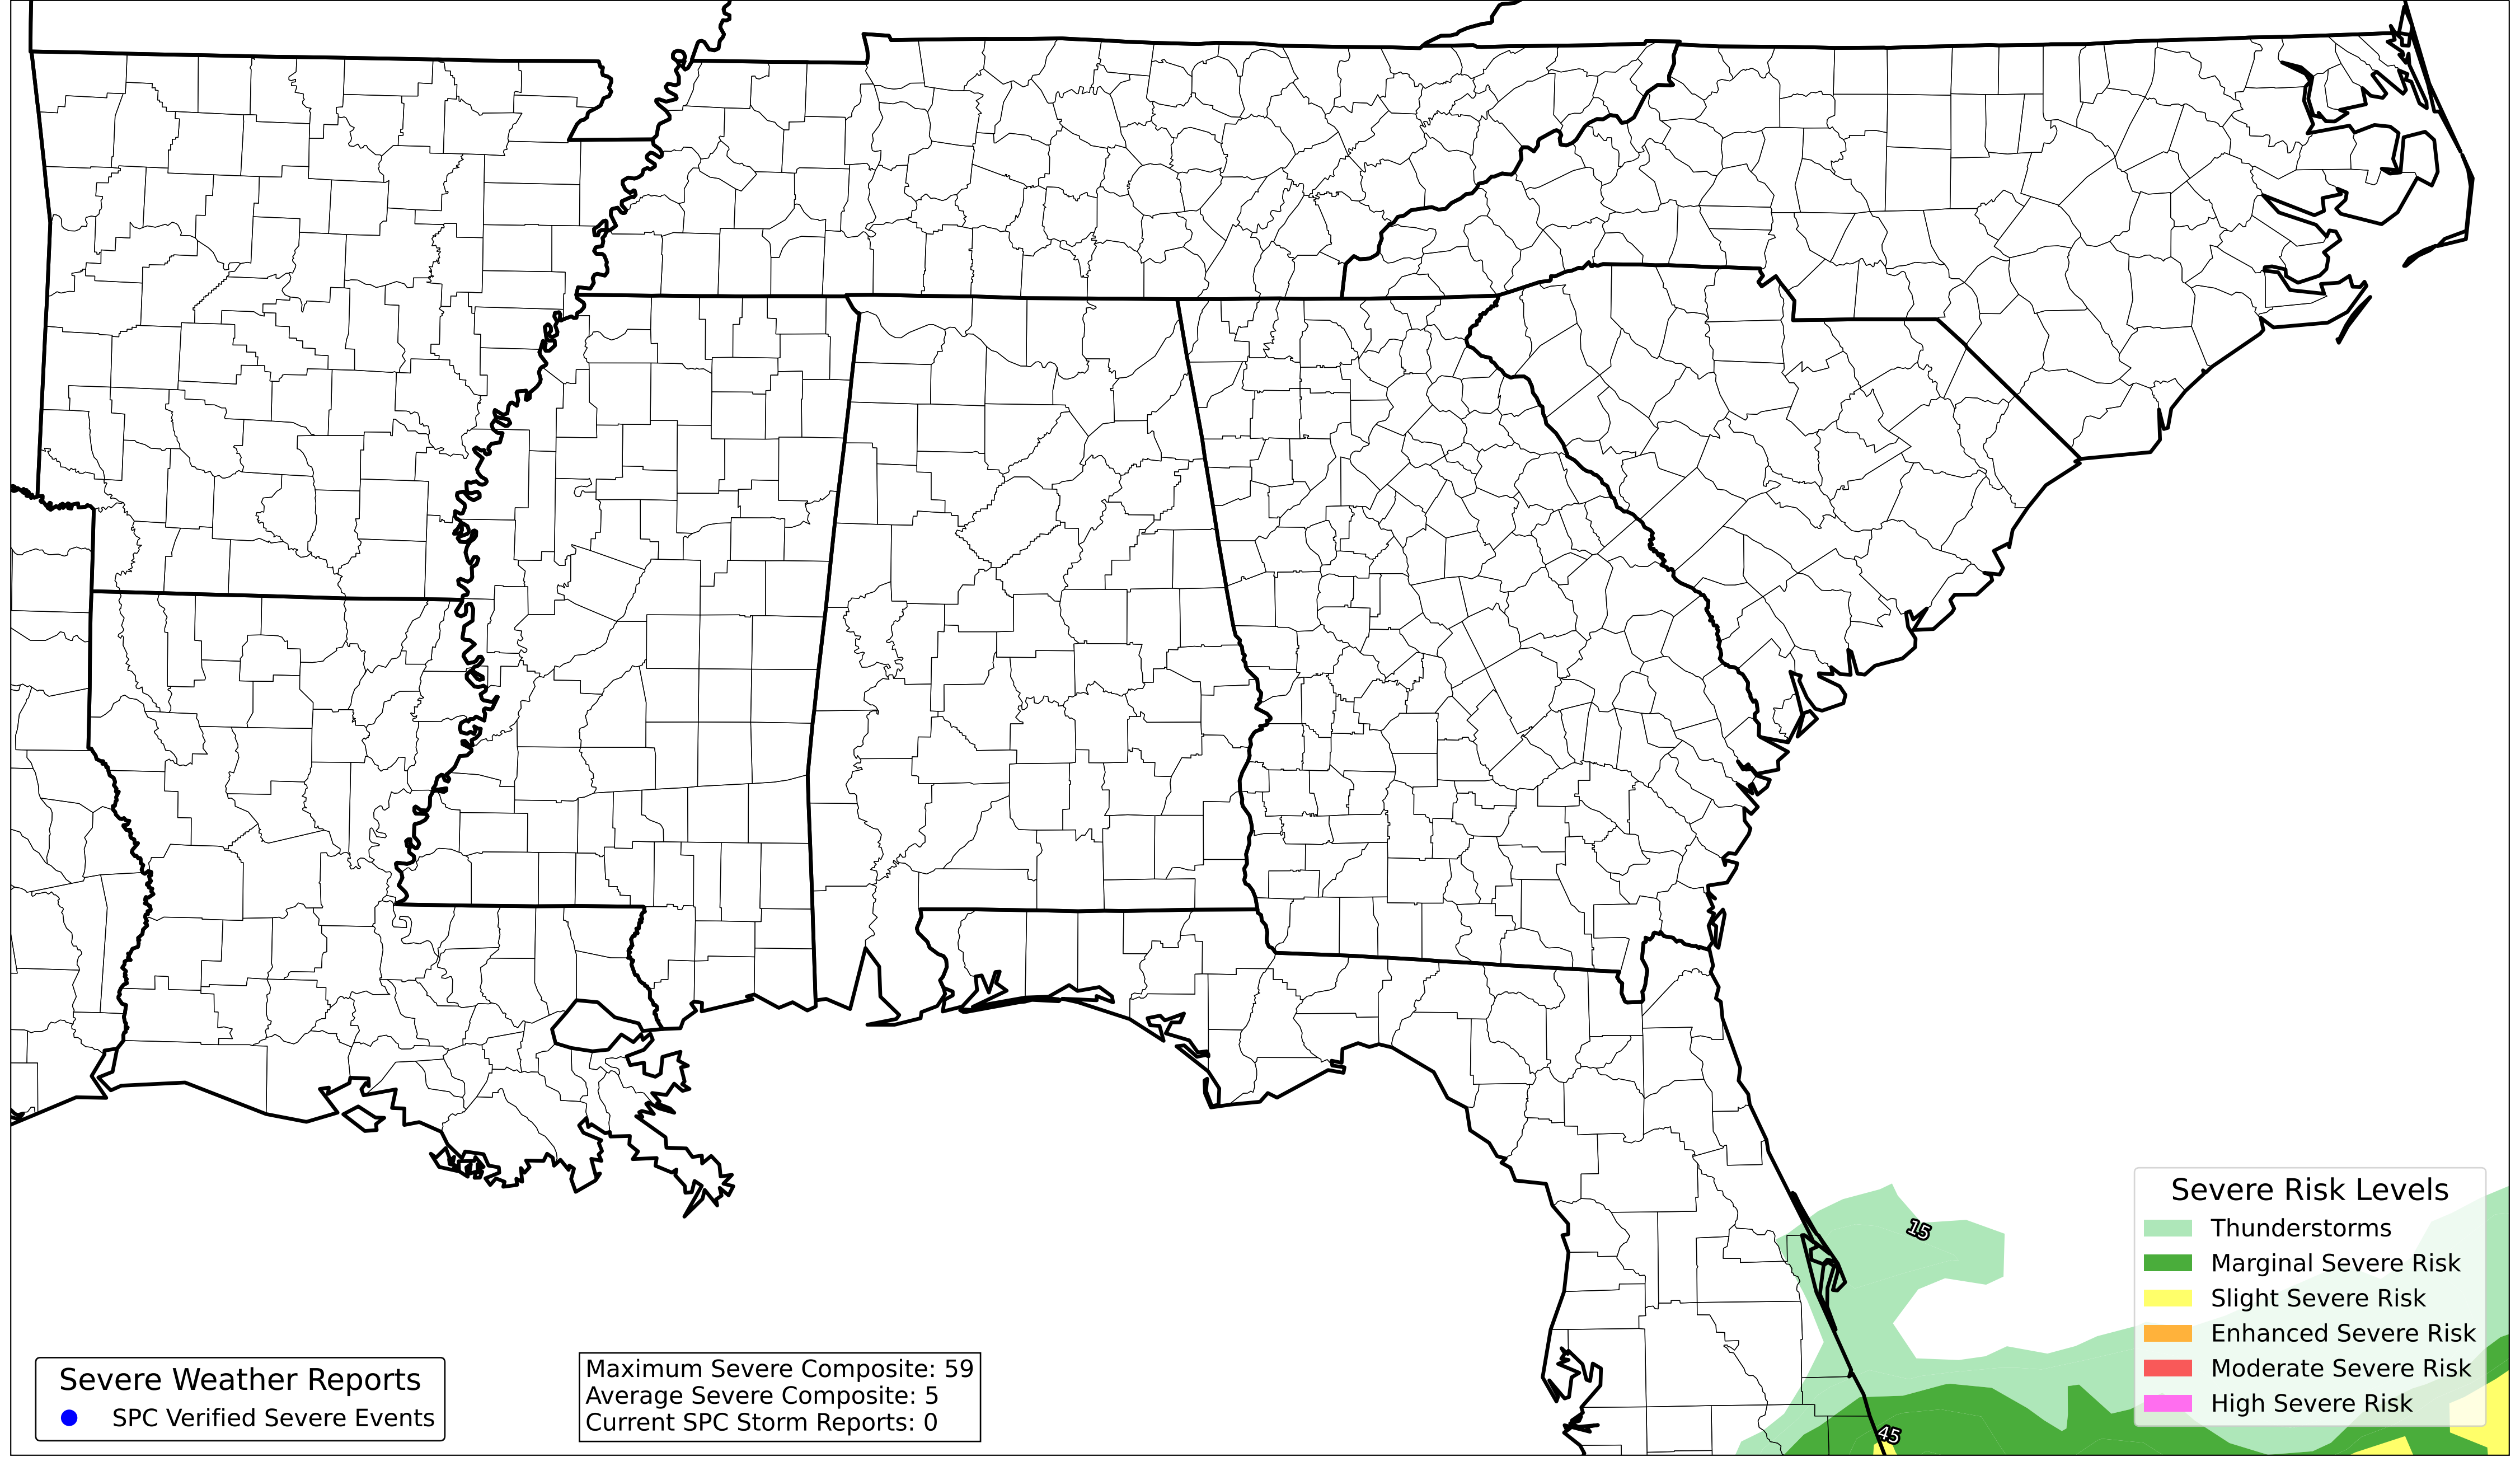 15
Severe Risk Levels
Thunderstorms
Marginal Severe Risk
Slight Severe Risk
Enhanced Severe Risk
Moderate Severe Risk
High Severe Risk
Severe Weather Reports
SPC Verified Severe Events
Maximum Severe Composite: 59
Average Severe Composite: 5
Current SPC Storm Reports: 0
45